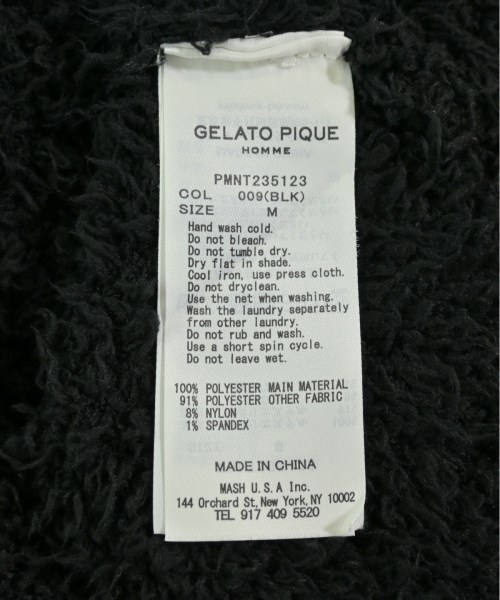 GELATO PIQUE
HOMME
PMNT235123
COL 009(BLK)
SIZE M
Hand wash cold.
Do not bleach.
Do not tumble dry.
Dry flat in shade.
Cool iron, use press cloth.
Do not dryclean.
Use the net when washing.
Wash the laundry separately
from other laundry.
Do not rub and wash.
Use a short spin cycle.
Do not leave wet.
100% POLYESTER MAIN MATERIAL
91% POLYESTER OTHER FABRIC
8% NYLON
1% SPANDEX
MADE IN CHINA
MASH U.S.A Inc.
144 Orchard St, New York, NY 10002
TEL 917 409 5520